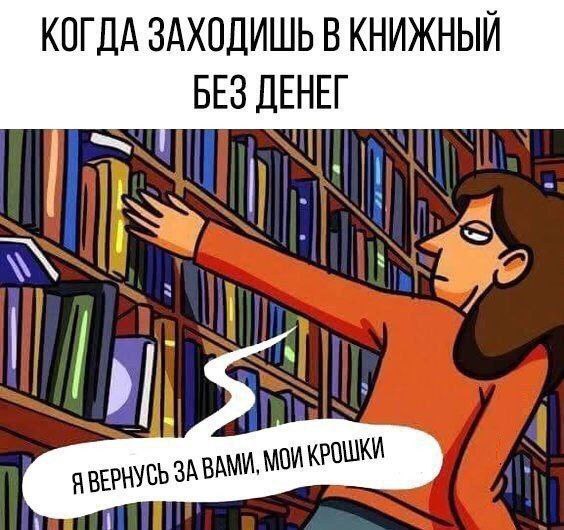 КОГДА ЗАХОДИШЬ В КНИЖНЫЙ
БЕЗ ДЕНЕГ
Я ВЕРНУСЬ ЗА ВАМИ, МОИ КРОШКИ